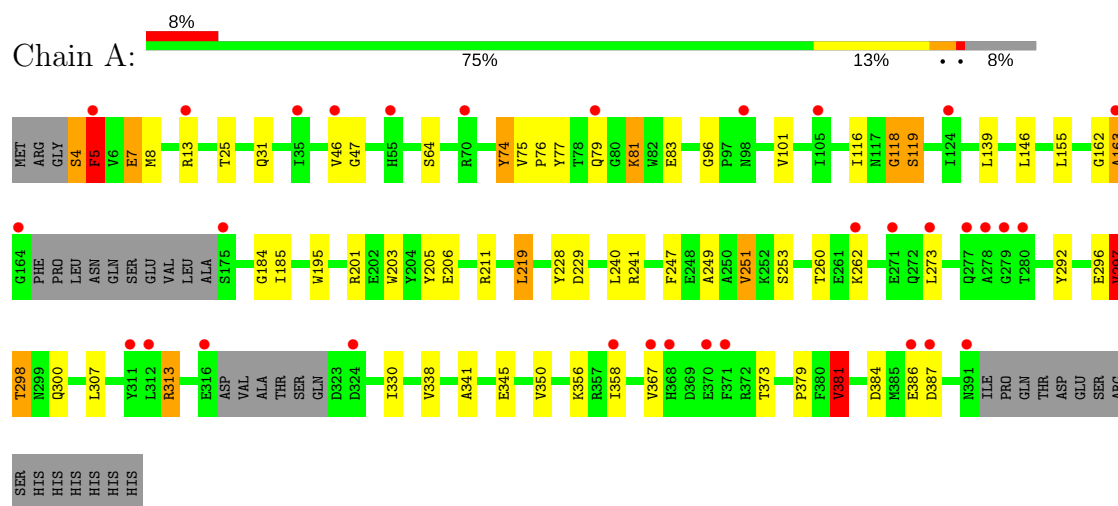 8%
Chain A:
75% 13% • • 8%
MET ARG GLY S4 F5 V6 E7 M8 R13 T25 Q31 I35 V46 G47 H55 S64 R70 Y74 V75 P76 Y77 T78 Q79 G80 K81 W82 E83 G96 P97 N98 V101 I105 I116 N117 G118 S119 I124 L139 L146 L155 G162 A163
G164 PHE PRO LEU ASN GLN SER GLU VAL LEU ALA S175 G184 I185 W195 R201 E202 W203 Y204 Y205 E206 R211 L219 Y228 D229 L240 R241 F247 E248 A249 A250 V251 K252 S253 T260 E261 K262 E271 Q272 L273 Q277 A278 G279 T280 Y292 E296 V297
T298 N299 Q300 L307 Y311 L312 R313 E316 ASP VAL ALA THR SER GLN D323 D324 I330 V338 A341 E345 V350 K356 R357 I358 V367 H368 D369 E370 F371 R372 T373 P379 F380 V381 D384 M385 E386 D387 N391 ILE PRO GLN THR ASP GLU SER ARG
SER HIS HIS HIS HIS HIS HIS